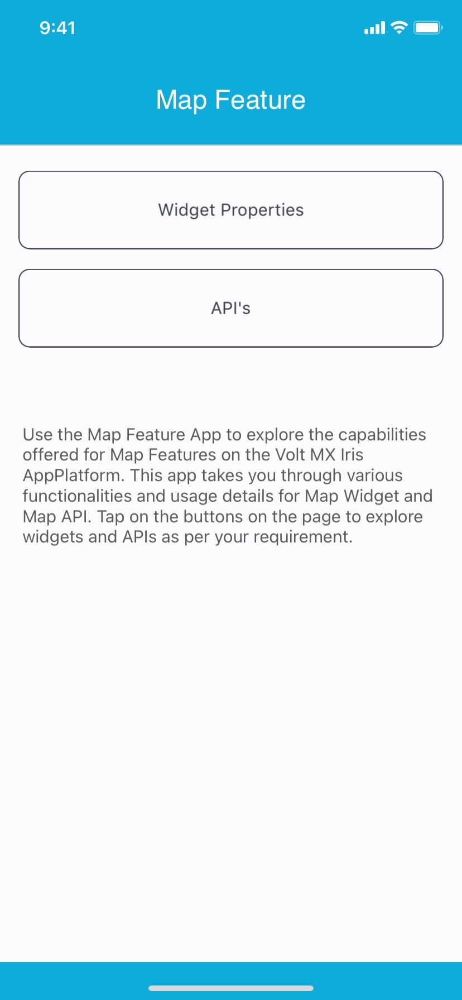 9:41
Map Feature
Widget Properties
API's
Use the Map Feature App to explore the capabilities
offered for Map Features on the Volt MX Iris
AppPlatform. This app takes you through various
functionalities and usage details for Map Widget and
Map API. Tap on the buttons on the page to explore
widgets and APIs as per your requirement.